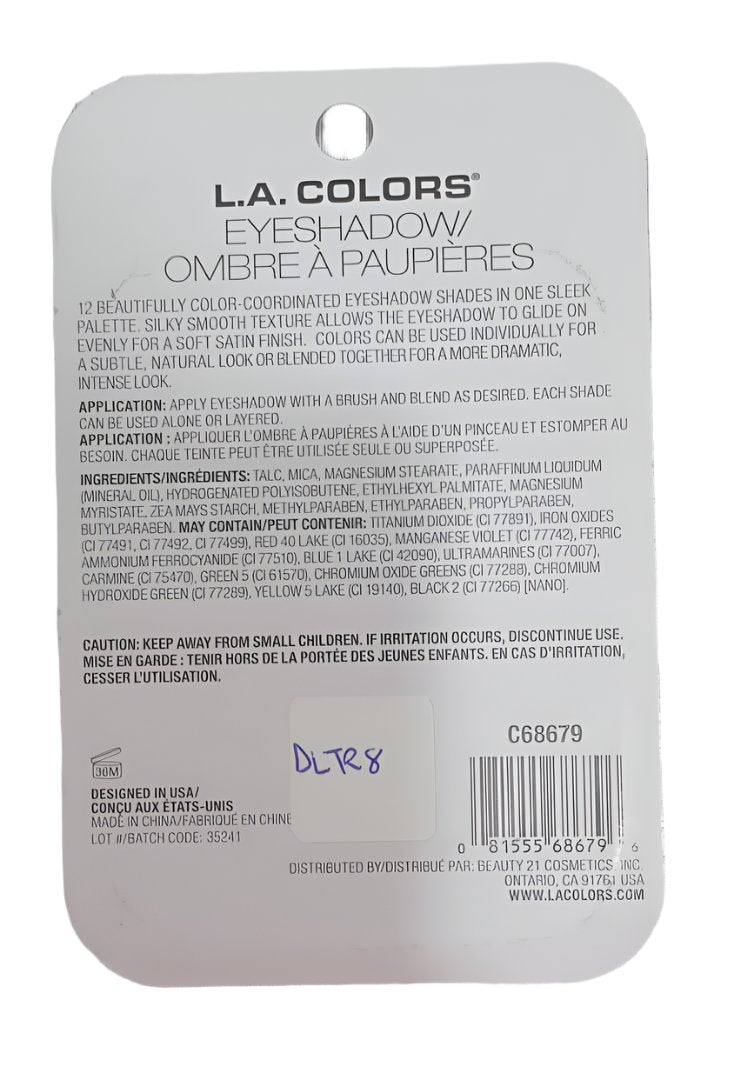 L.A. COLORS®
EYESHADOW/
OMBRE À PAUPIÈRES
12 BEAUTIFULLY COLOR-COORDINATED EYESHADOW SHADES IN ONE SLEEK
PALETTE. SILKY SMOOTH TEXTURE ALLOWS THE EYESHADOW TO GLIDE ON
EVENLY FOR A SOFT SATIN FINISH. COLORS CAN BE USED INDIVIDUALLY FOR
A SUBTLE, NATURAL LOOK OR BLENDED TOGETHER FOR A MORE DRAMATIC,
INTENSE LOOK.
APPLICATION: APPLY EYESHADOW WITH A BRUSH AND BLEND AS DESIRED. EACH SHADE
CAN BE USED ALONE OR LAYERED.
APPLICATION : APPLIQUER L'OMBRE À PAUPIÈRES À L'AIDE D'UN PINCEAU ET ESTOMPER AU
BESOIN. CHAQUE TEINTE PEUT ÊTRE UTILISÉE SEULE OU SUPERPOSÉE.
INGREDIENTS/INGRÉDIENTS: TALC, MICA, MAGNESIUM STEARATE, PARAFFINUM LIQUIDUM
(MINERAL OIL), HYDROGENATED POLYISOBUTENE, ETHYLHEXYL PALMITATE, MAGNESIUM
MYRISTATE, ZEA MAYS STARCH, METHYLPARABEN, ETHYLPARABEN, PROPYLPARABEN,
BUTYLPARABEN. MAY CONTAIN/PEUT CONTENIR: TITANIUM DIOXIDE (CI 77891), IRON OXIDES
(CI 77491, CI 77492, CI 77499), RED 40 LAKE (CI 16035), MANGANESE VIOLET (CI 77742), FERRIC
AMMONIUM FERROCYANIDE (CI 77510), BLUE 1 LAKE (CI 42090), ULTRAMARINES (CI 77007),
CARMINE (CI 75470), GREEN 5 (CI 61570), CHROMIUM OXIDE GREENS (CI 77288), CHROMIUM
HYDROXIDE GREEN (CI 77289), YELLOW 5 LAKE (CI 19140), BLACK 2 (CI 77266) [NANO].
CAUTION: KEEP AWAY FROM SMALL CHILDREN. IF IRRITATION OCCURS, DISCONTINUE USE.
MISE EN GARDE : TENIR HORS DE LA PORTÉE DES JEUNES ENFANTS. EN CAS D'IRRITATION,
CESSER L'UTILISATION.
DLTR8
C68679
DESIGNED IN USA/
CONÇU AUX ÉTATS-UNIS
MADE IN CHINA/FABRIQUÉ EN CHINE
LOT #/BATCH CODE: 35241
0 81555 68679 6
DISTRIBUTED BY/DISTRIBUÉ PAR: BEAUTY 21 COSMETICS, INC.
ONTARIO, CA 91761 USA
WWW.LACOLORS.COM